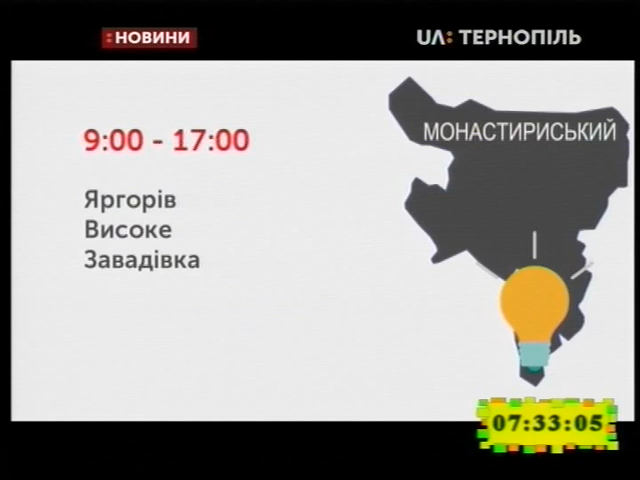 :НОВИНИ
UA: ТЕРНОПІЛЬ
МОНАСТИРИСЬКИЙ
9:00 - 17:00
Яргорів
Високе
Завадівка
07:33:05